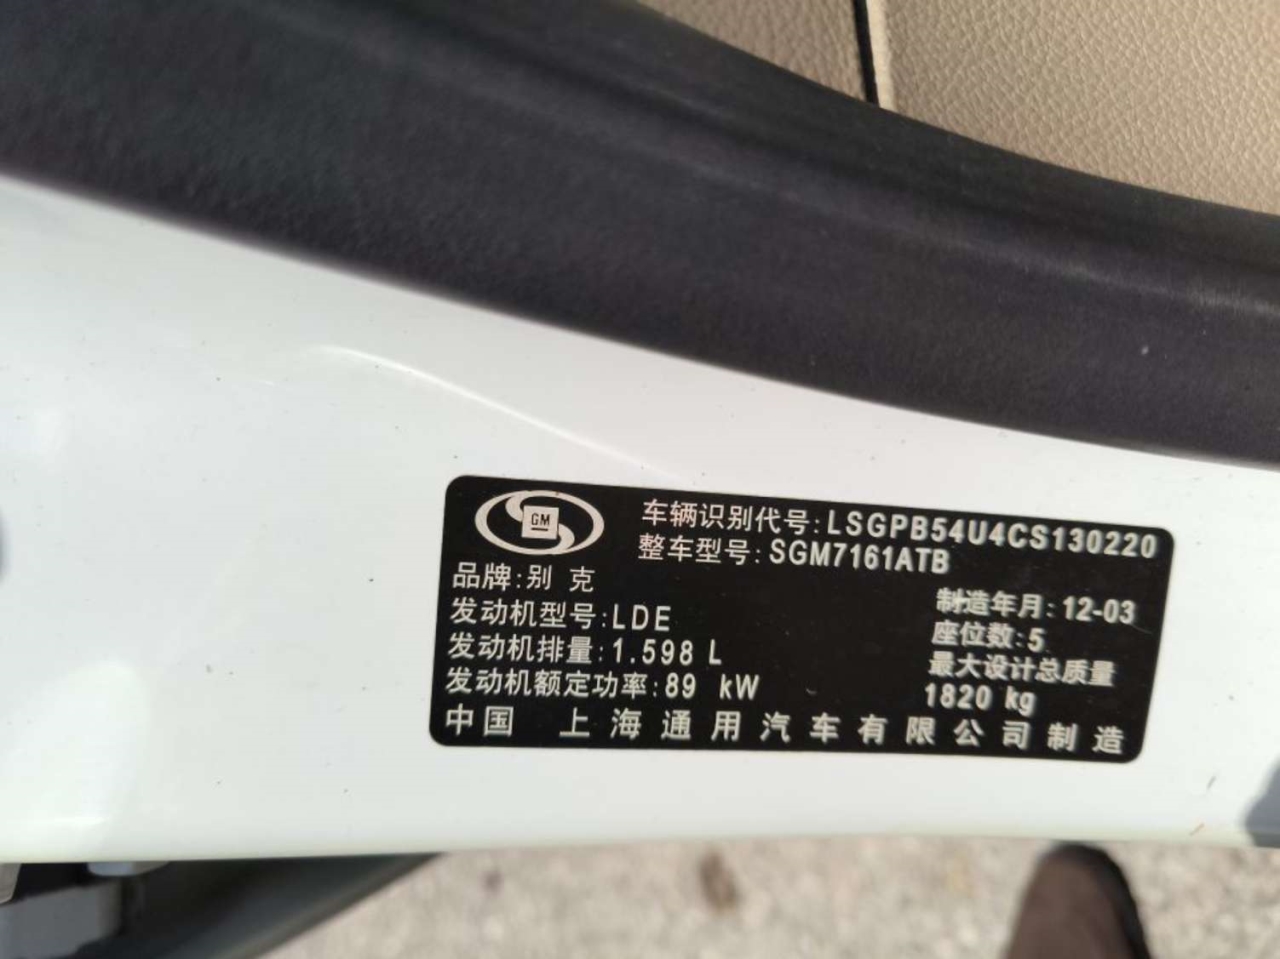 GM
车辆识别代号:LSGPB54U4CS130220
整车型号:SGM7161ATB
品牌:别 克
发动机型号:LDE
发动机排量:1.598 L
发动机额定功率:89 kW
制造年月:12-03
座位数:5
最大设计总质量
1820 kg
中国 上海通用汽车有限公司制造